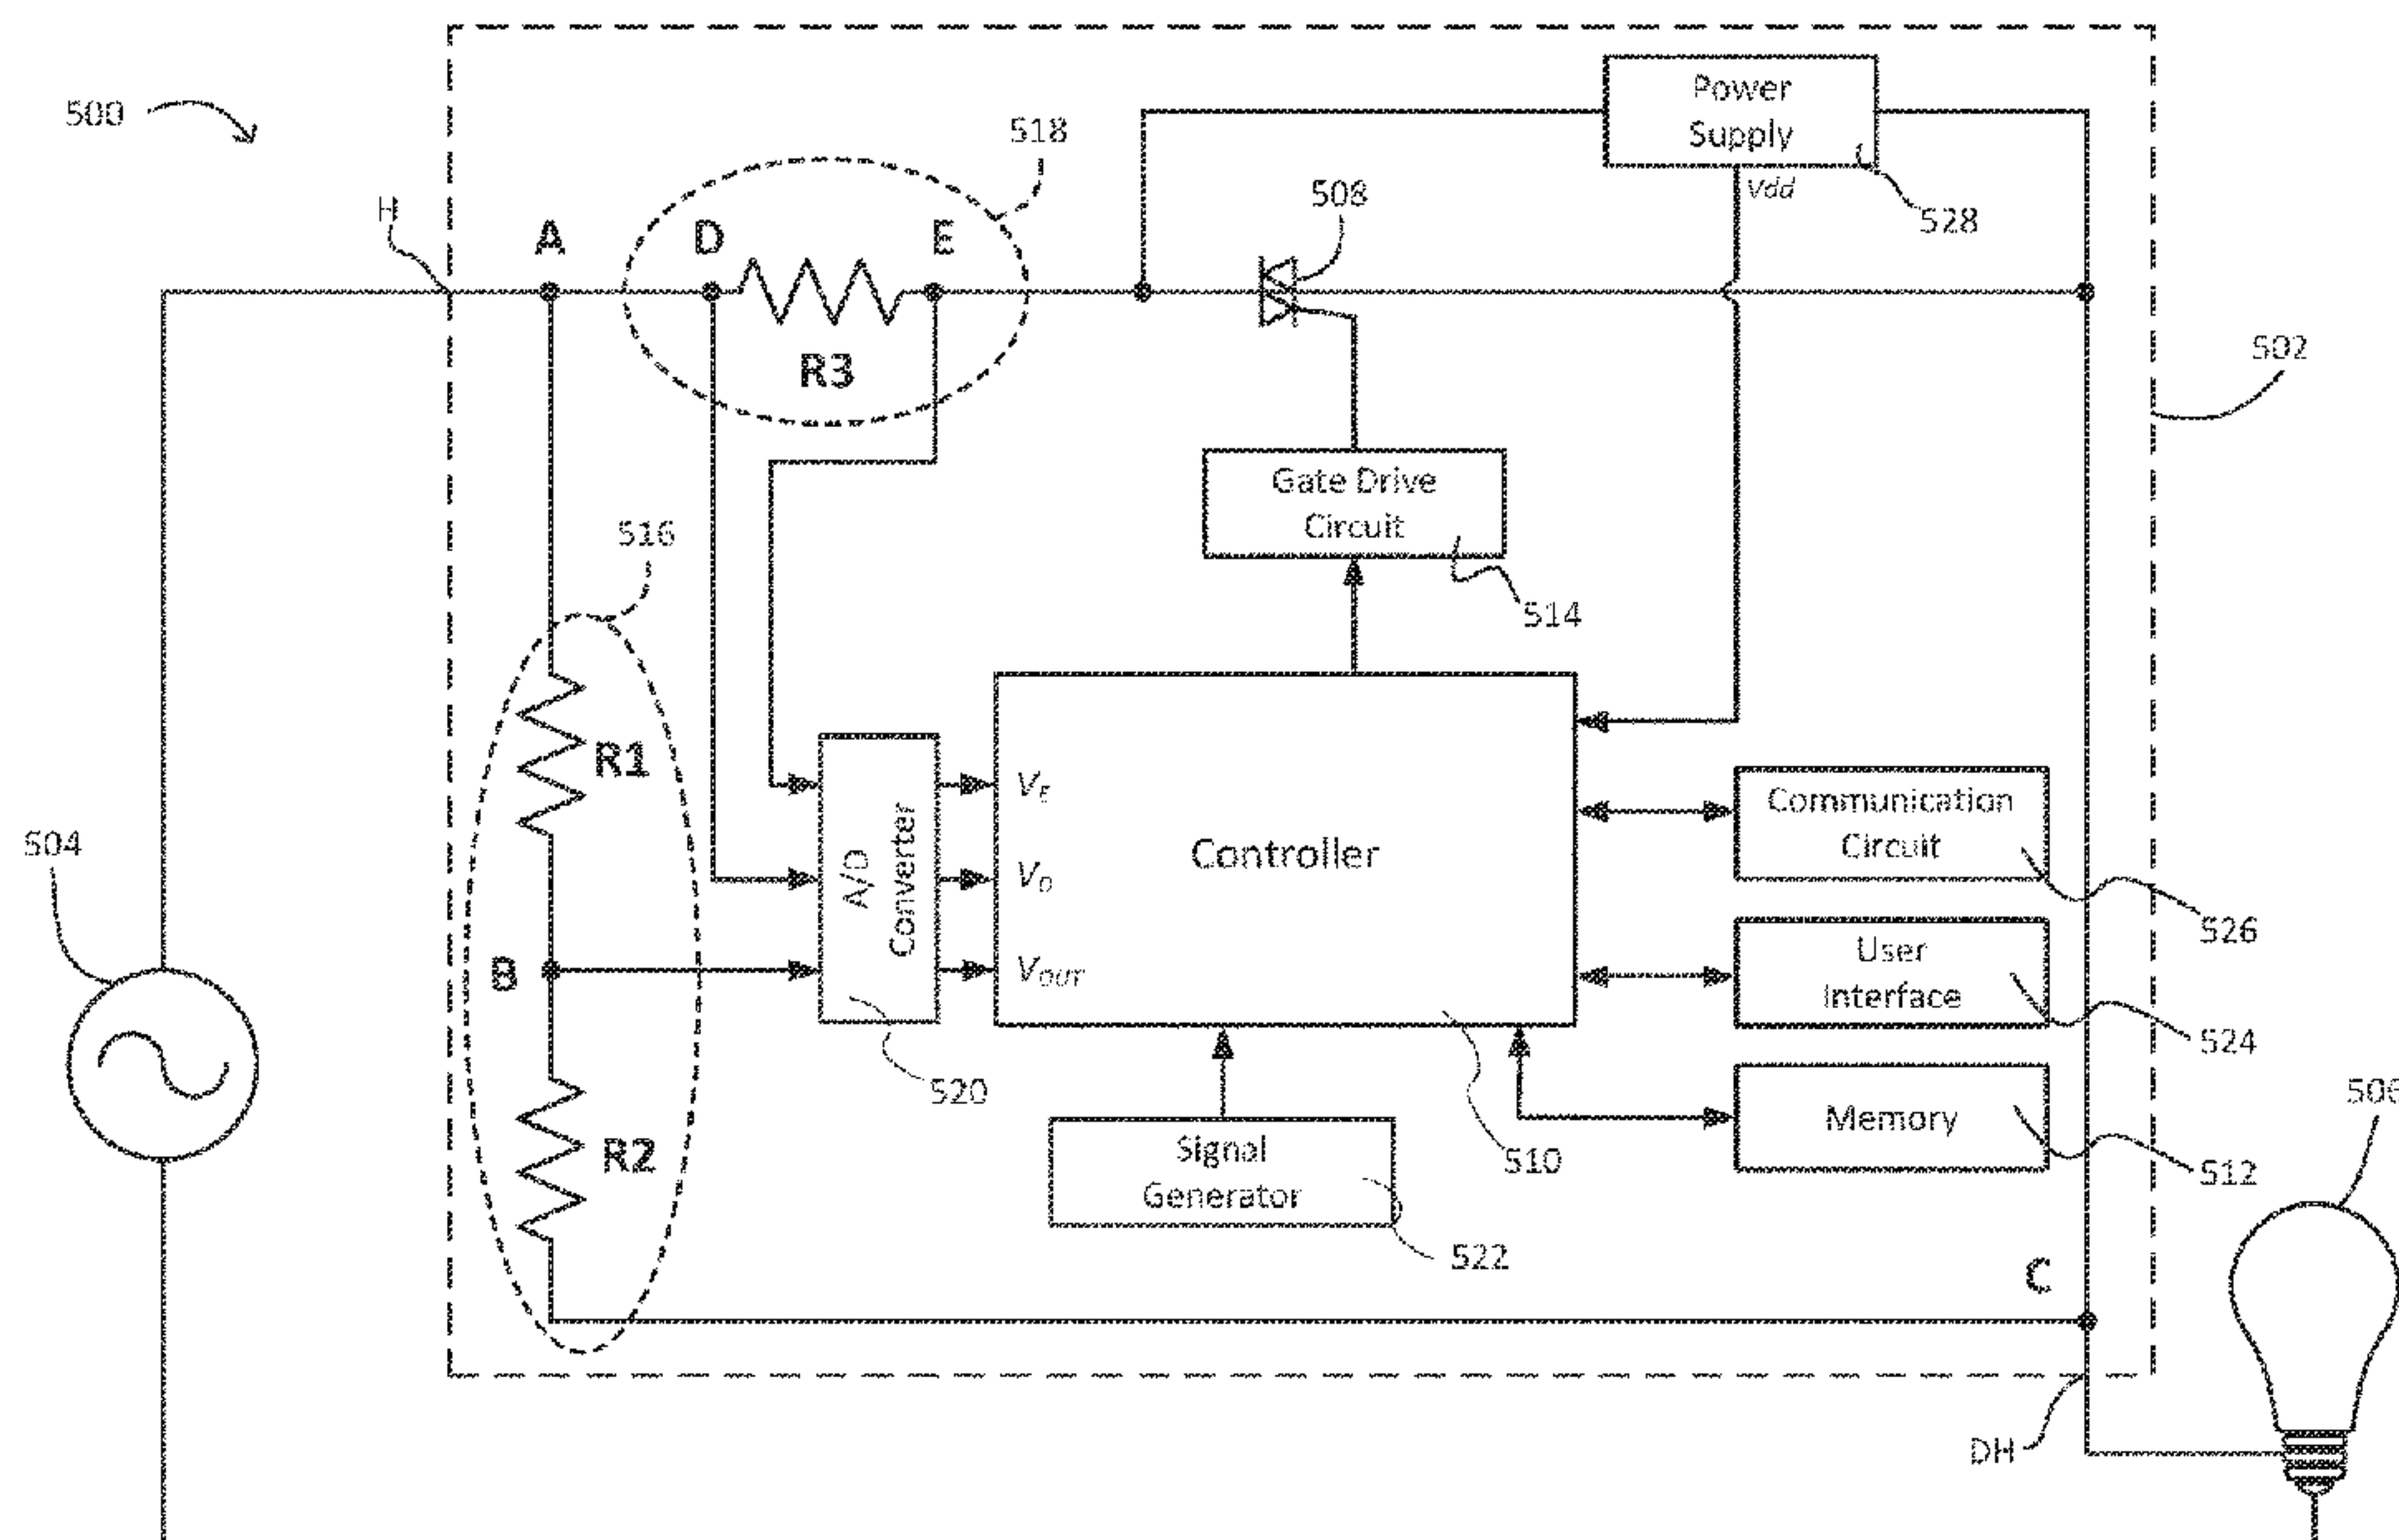 500
518
Power
Supply
Vdd
528
508
H
A
D
E
R3
502
Gate Drive
Circuit
514
516
R1
A/D
Converter
VE
VD
VOUT
Controller
Communication
Circuit
526
504
B
User
Interface
524
520
R2
Signal
Generator
510
522
Memory
512
506
C
DH